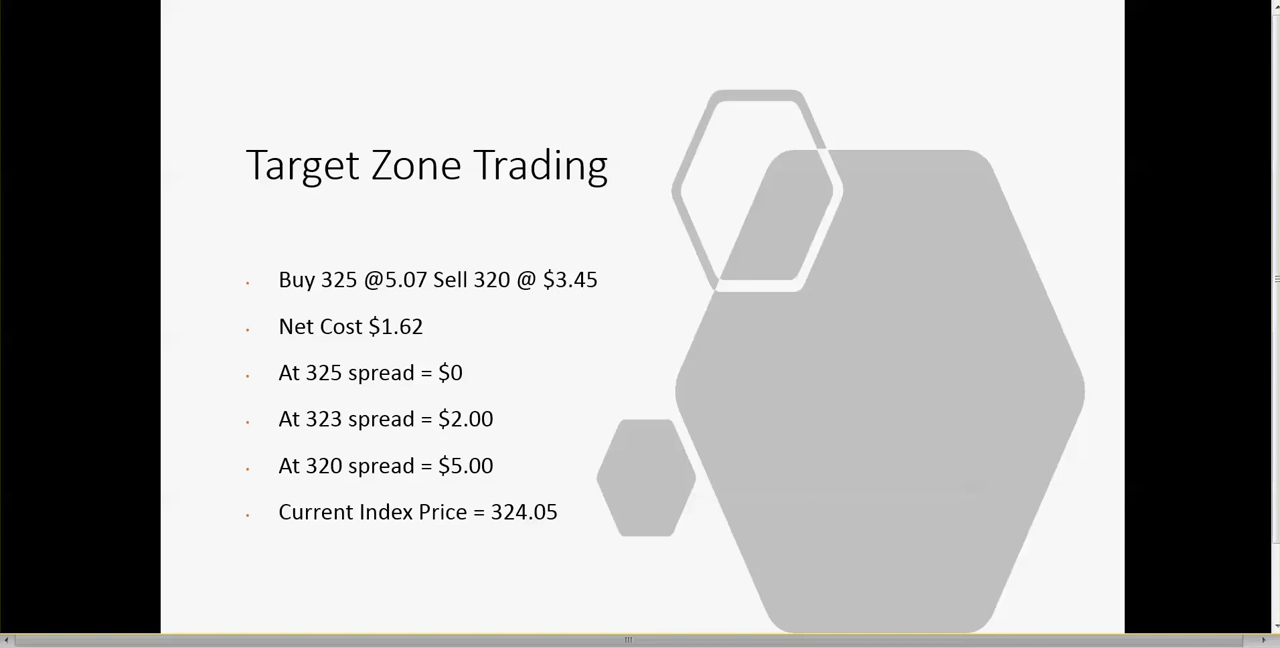 Target Zone Trading
Buy 325 @5.07 Sell 320 @ $3.45
Net Cost $1.62
At 325 spread = $0
At 323 spread = $2.00
At 320 spread = $5.00
Current Index Price = 324.05